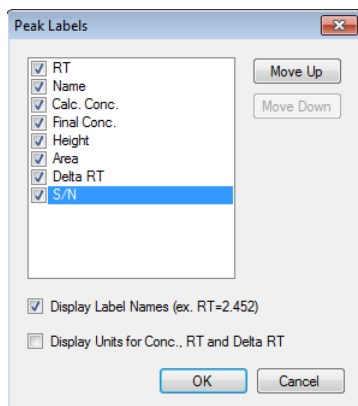 Peak Labels
RT
Name
Calc. Conc.
Final Conc.
Height
Area
Delta RT
S/N
Move Up
Move Down
Display Label Names (ex. RT=2.452)
Display Units for Conc., RT and Delta RT
OK
Cancel